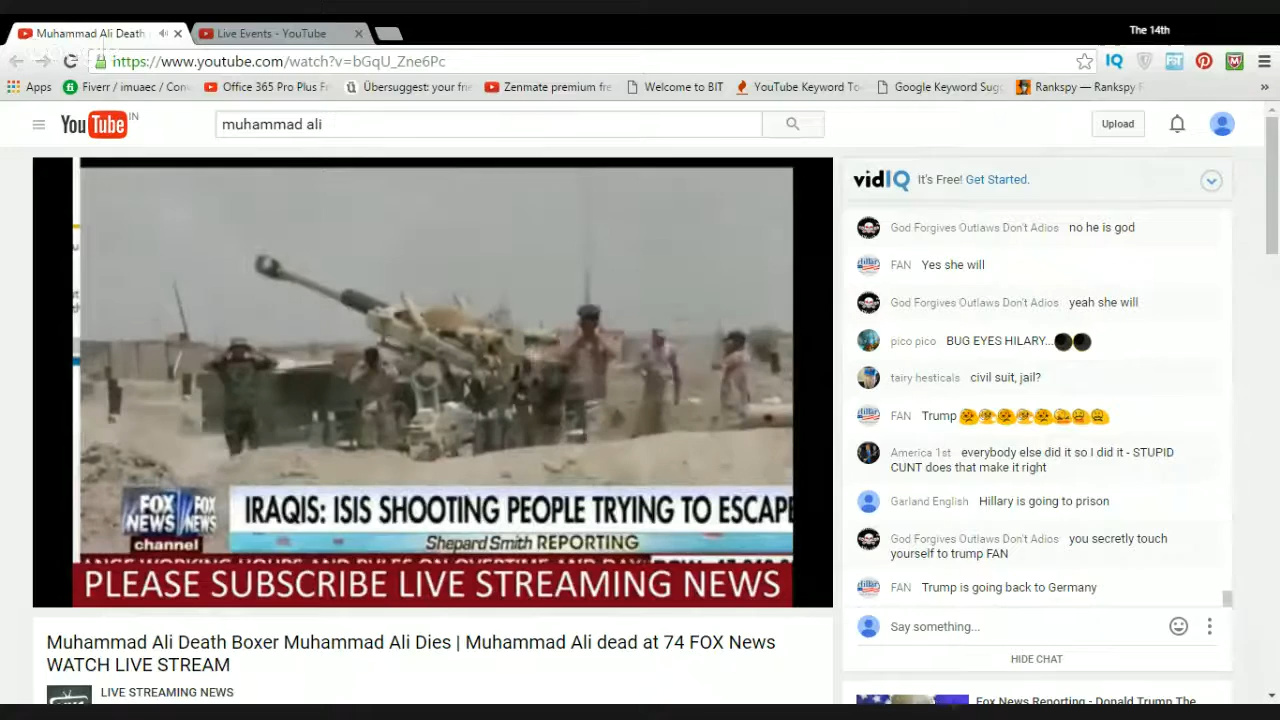 The 14th
Muhammad Ali Death
Live Events - YouTube
https://www.youtube.com/watch?v=bGqU_Zne6Pc
IQ
Apps
Fiverr / imuaec / Con
Office 365 Pro Plus Fr
Übersuggest: your frie
Zenmate premium fre
Welcome to BIT
YouTube Keyword To
Google Keyword Sug
Rankspy — Rankspy
»
YouTube IN
muhammad ali
Upload
vidIQ It's Free! Get Started.
God Forgives Outlaws Don't Adios no he is god
FAN Yes she will
God Forgives Outlaws Don't Adios yeah she will
pico pico BUG EYES HILARY...
tairy hesticals civil suit, jail?
FAN Trump
America 1st everybody else did it so I did it - STUPID
CUNT does that make it right
Garland English Hillary is going to prison
God Forgives Outlaws Don't Adios you secretly touch
yourself to trump FAN
FAN Trump is going back to Germany
Say something...
HIDE CHAT
FOX NEWS channel
FOX NEWS
IRAQIS: ISIS SHOOTING PEOPLE TRYING TO ESCAPE
Shepard Smith REPORTING
PLEASE SUBSCRIBE LIVE STREAMING NEWS
Muhammad Ali Death Boxer Muhammad Ali Dies | Muhammad Ali dead at 74 FOX News
WATCH LIVE STREAM
LIVE STREAMING NEWS
Fox News Reporting - Donald Trump The